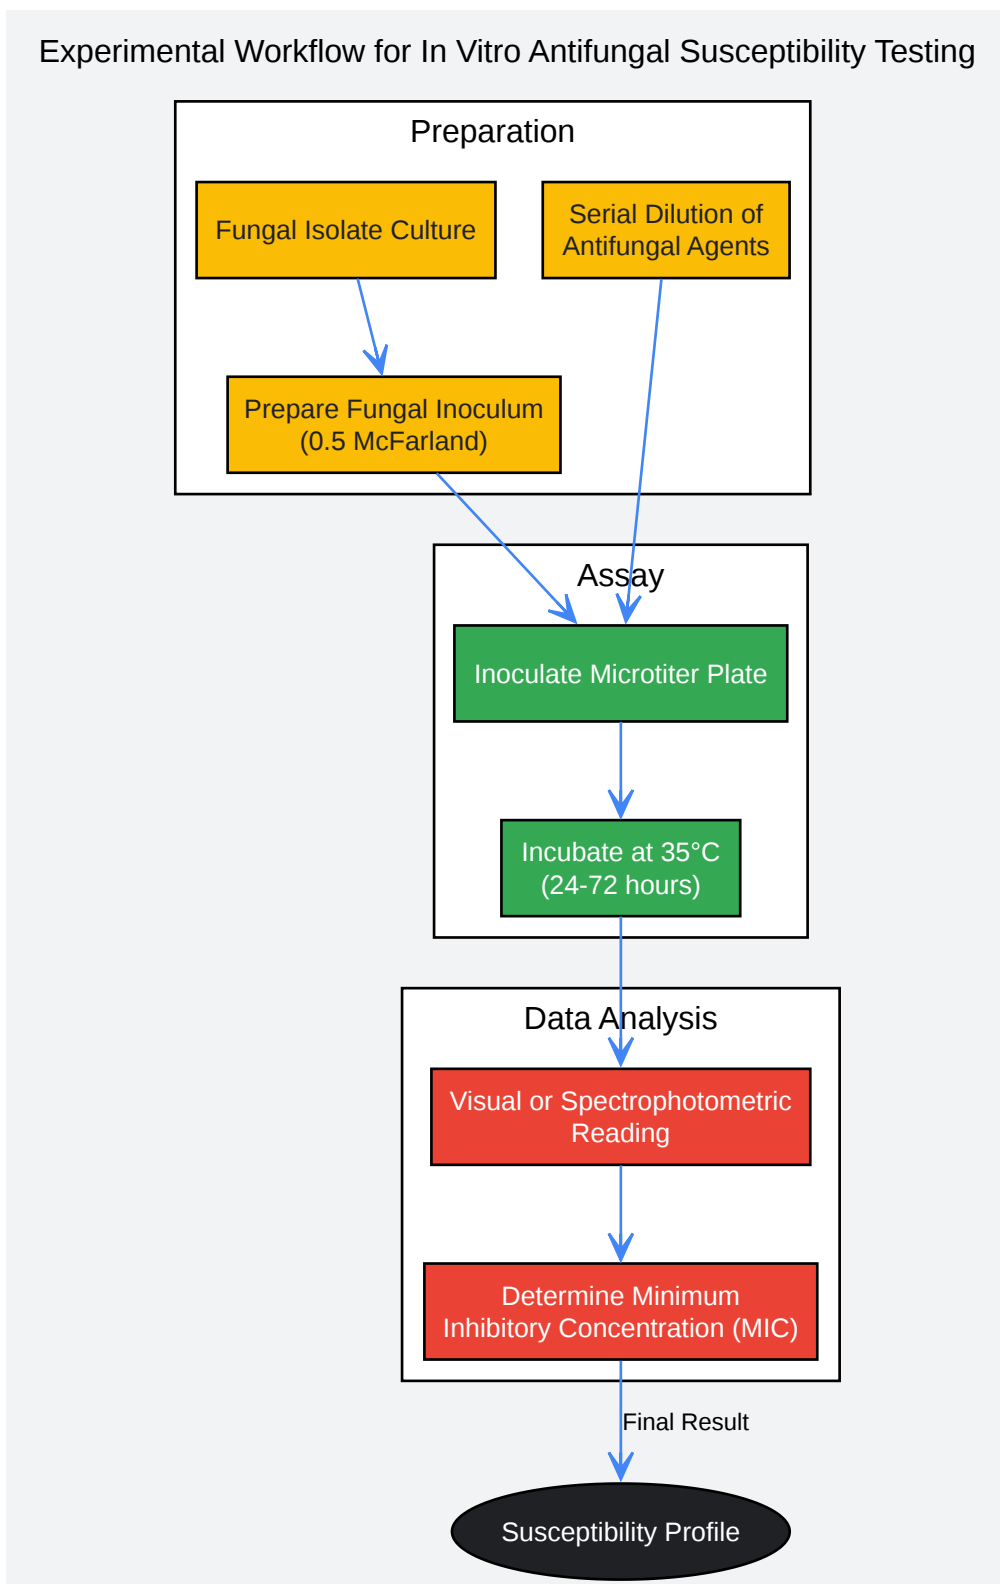 Experimental Workflow for In Vitro Antifungal Susceptibility Testing
Preparation
Fungal Isolate Culture
Serial Dilution of
Antifungal Agents
Prepare Fungal Inoculum
(0.5 McFarland)
Assay
Inoculate Microtiter Plate
Incubate at 35°C
(24-72 hours)
Data Analysis
Visual or Spectrophotometric
Reading
Determine Minimum
Inhibitory Concentration (MIC)
Final Result
Susceptibility Profile